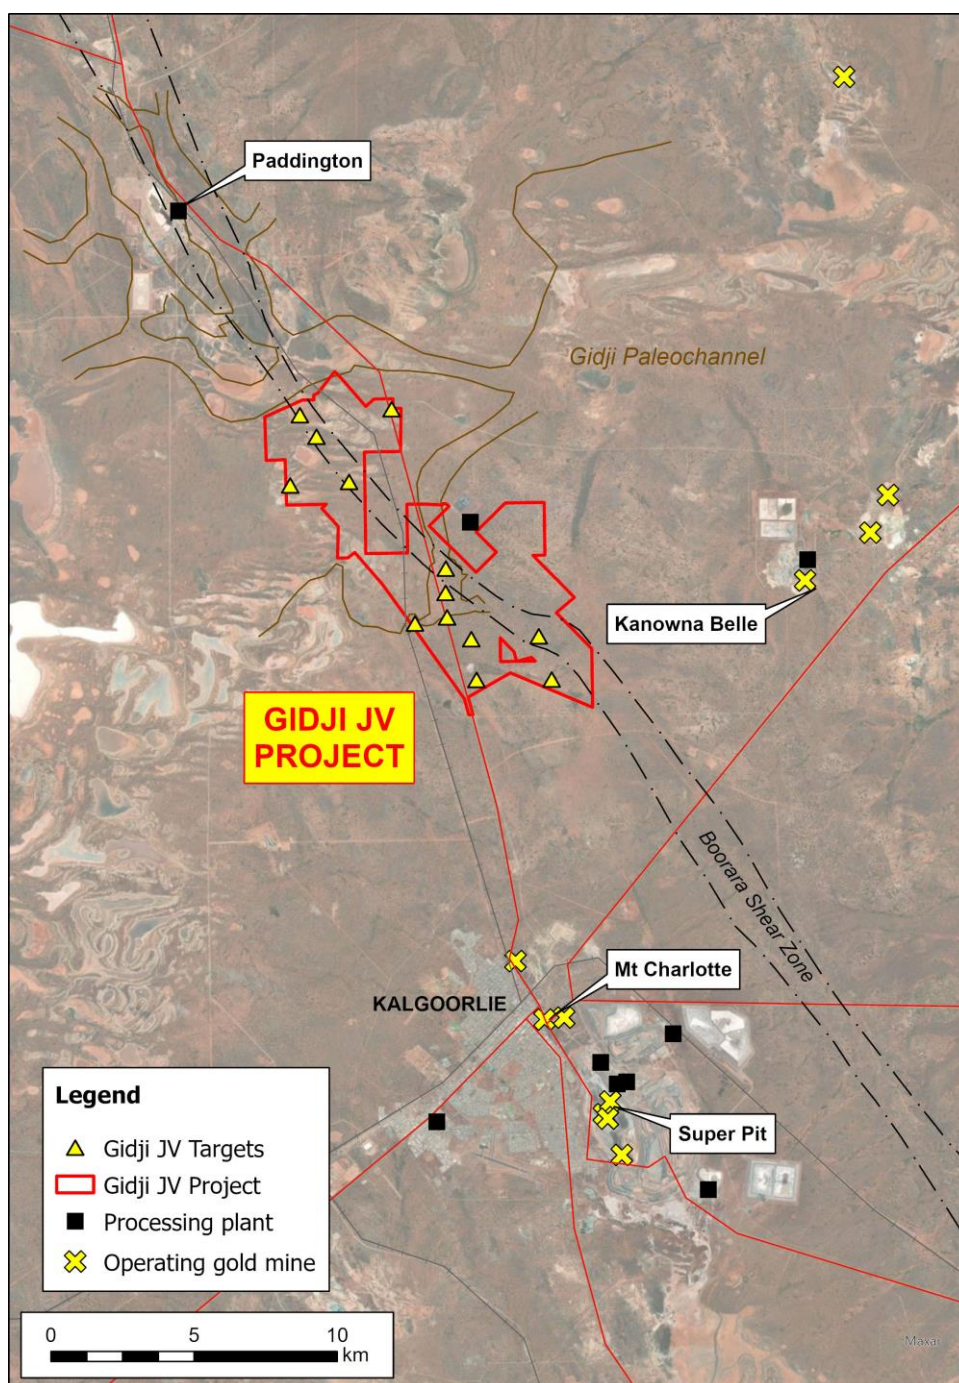 Paddington
Gidji Paleochannel
Kanowna Belle
GIDJI JV
PROJECT
Boorara Shear Zone
Mt Charlotte
KALGOORLIE
Super Pit
Legend
Gidji JV Targets
Gidji JV Project
Processing plant
Operating gold mine
0 5 10
km
Maxar